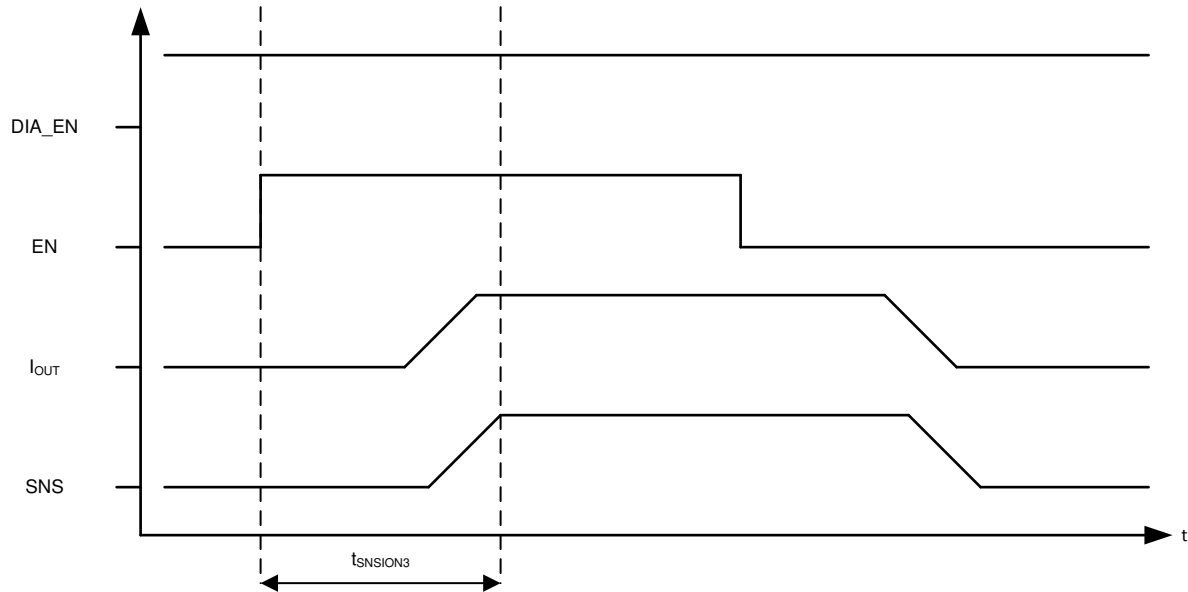 DIA_EN
EN
IOUT
SNS
t
tSNSION3